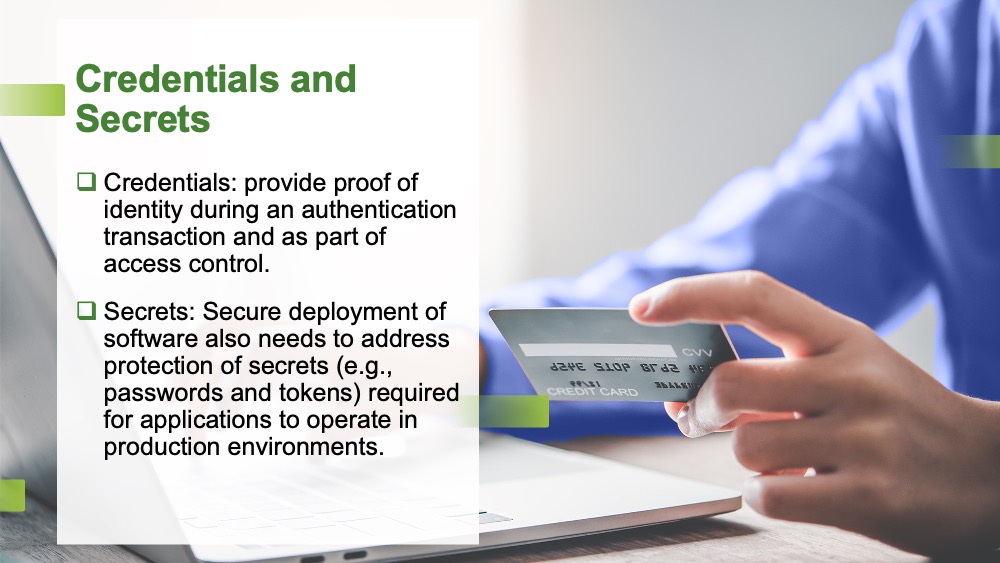 Credentials and
Secrets
❑ Credentials: provide proof of
identity during an authentication
transaction and as part of
access control.
❑ Secrets: Secure deployment of
software also needs to address
protection of secrets (e.g.,
passwords and tokens) required
for applications to operate in
production environments.
CVV
CREDIT CARD